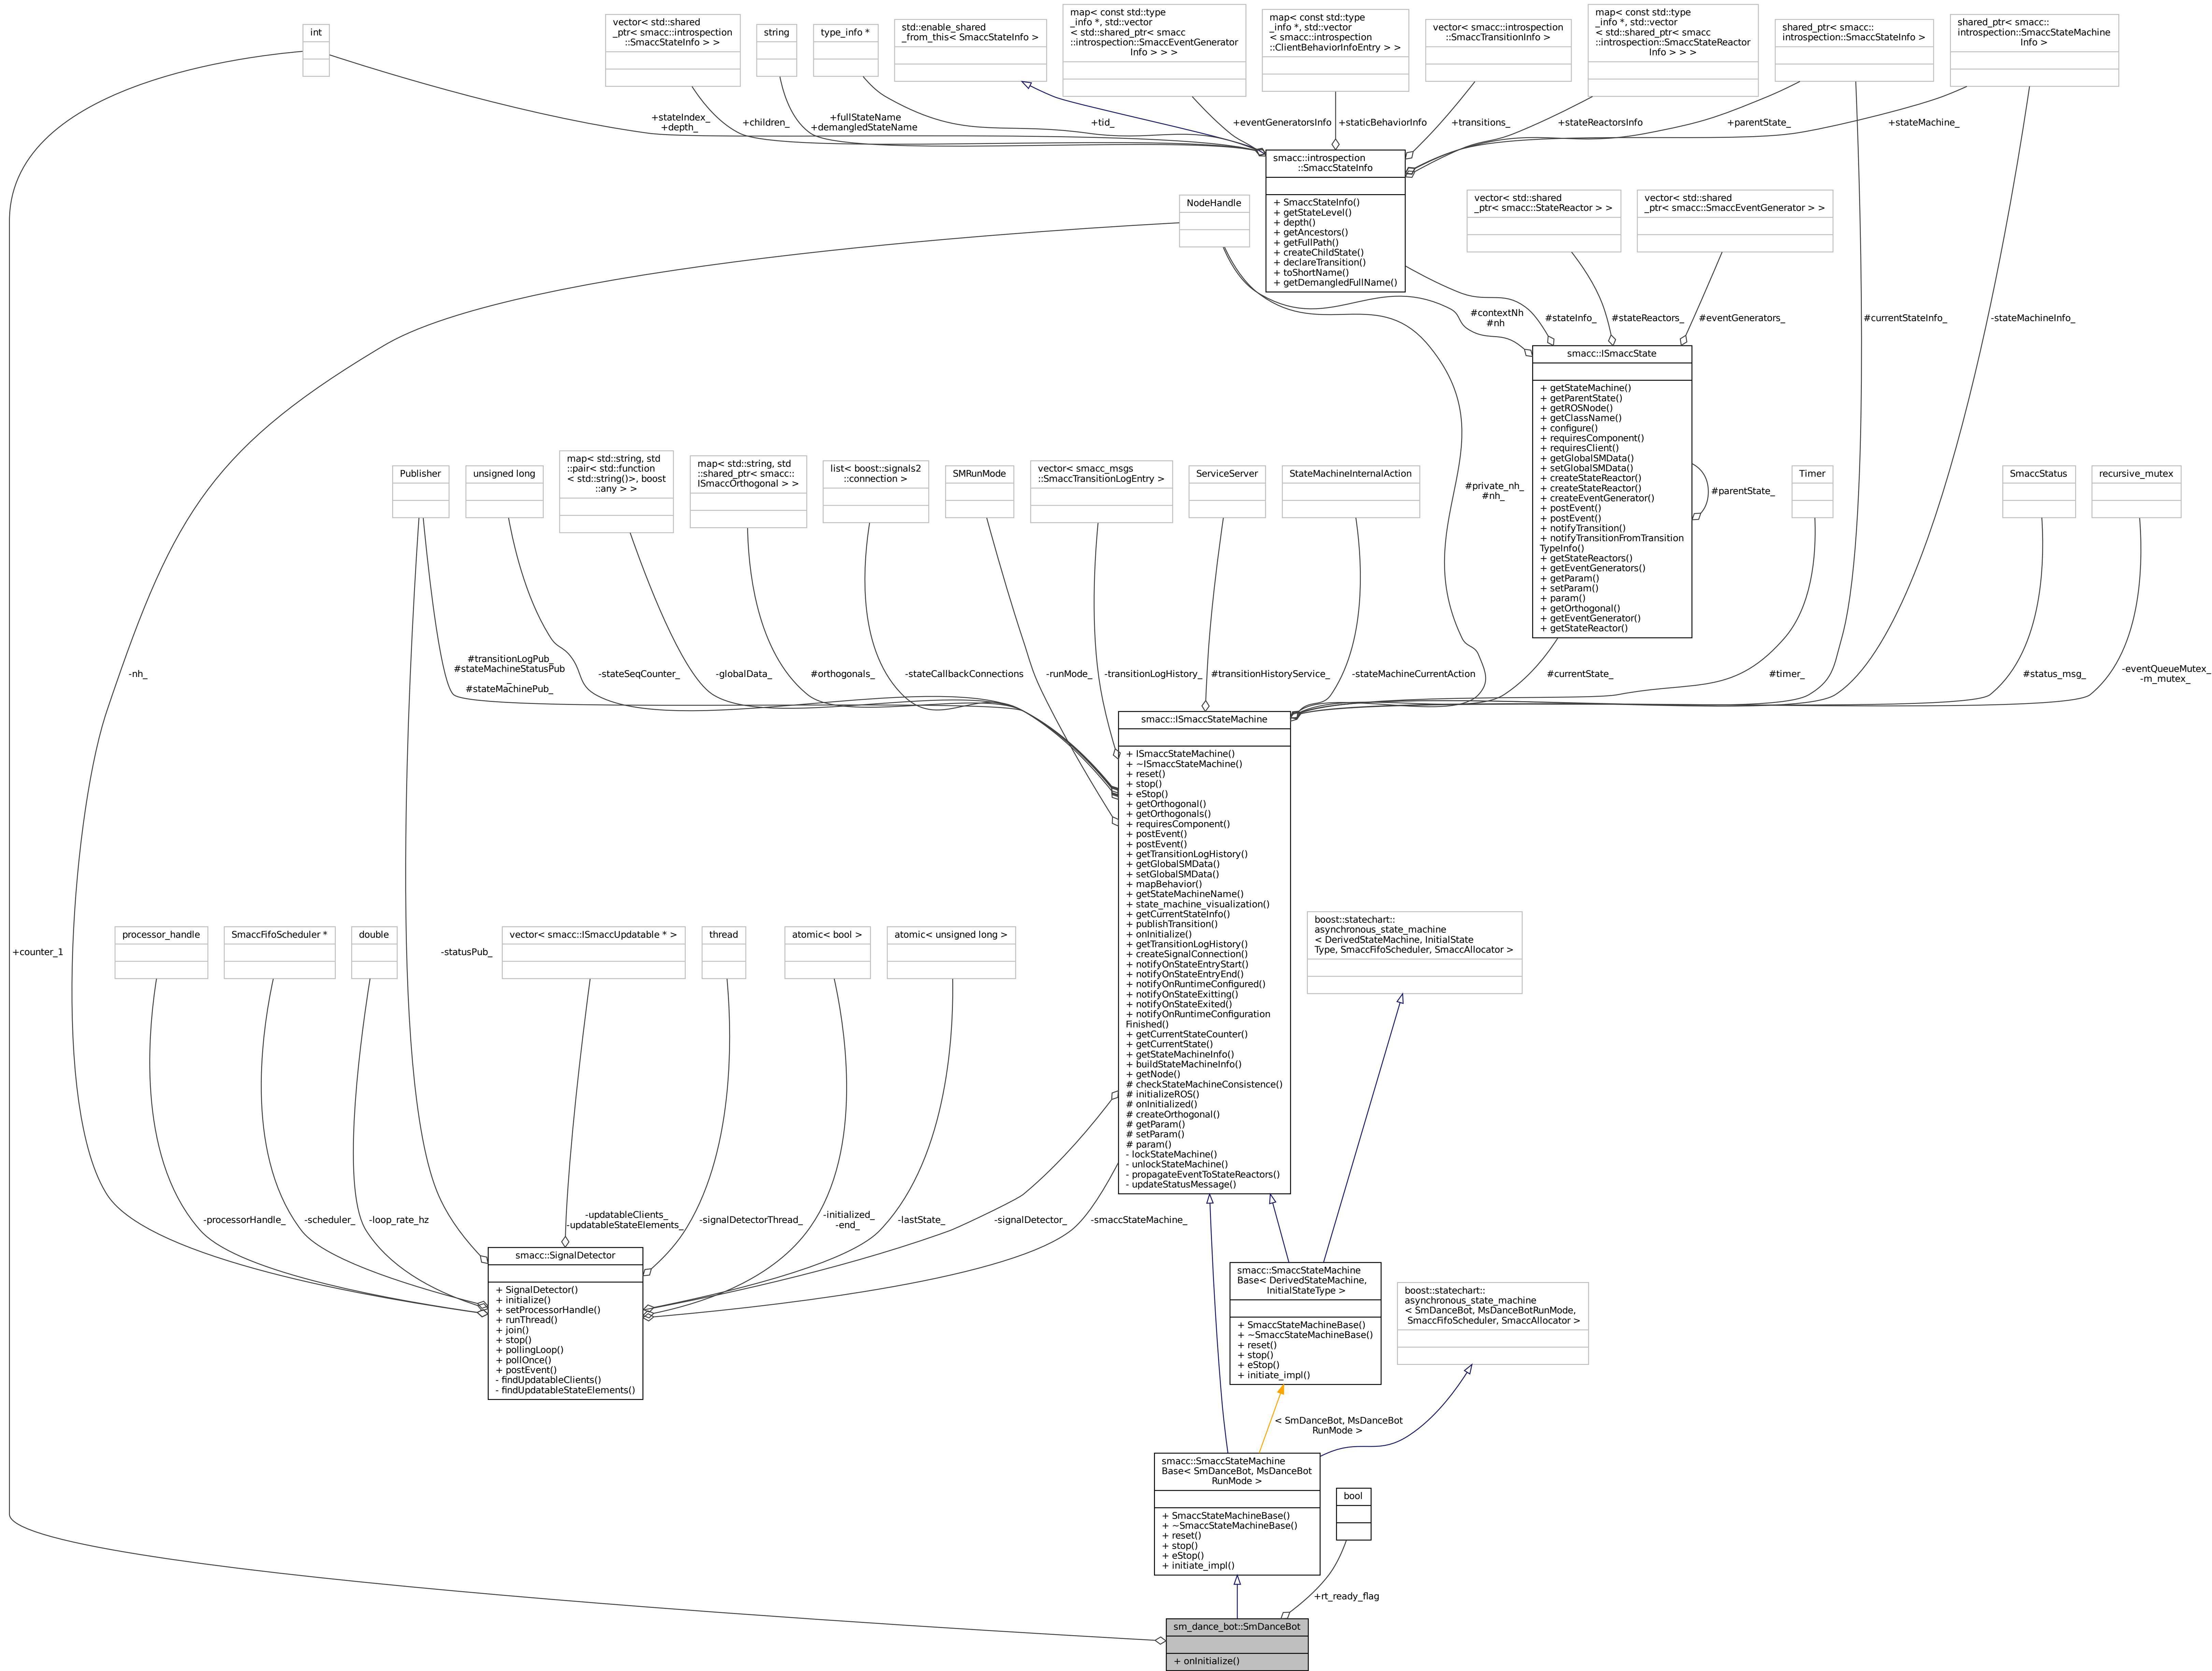 int
vector< std::shared
_ptr< smacc::introspection
::SmaccStateInfo > >
string
type_info *
std::enable_shared
_from_this< SmaccStateInfo >
map< const std::type
_info *, std::vector
< std::shared_ptr< smacc
::introspection::SmaccEventGenerator
Info > > >
map< const std::type
_info *, std::vector
< smacc::introspection
::ClientBehaviorInfoEntry > >
vector< smacc::introspection
::SmaccTransitionInfo >
map< const std::type
_info *, std::vector
< std::shared_ptr< smacc
::introspection::SmaccStateReactor
Info > > >
shared_ptr< smacc::
introspection::SmaccStateInfo >
shared_ptr< smacc::
introspection::SmaccStateMachine
Info >
+stateIndex_
+depth_
+children_
+fullStateName
+demangledStateName
+tid_
+eventGeneratorsInfo
+staticBehaviorInfo
+transitions_
+stateReactorsInfo
+parentState_
+stateMachine_
smacc::introspection
::SmaccStateInfo
+ SmaccStateInfo()
+ getStateLevel()
+ depth()
+ getAncestors()
+ getFullPath()
+ createChildState()
+ declareTransition()
+ toShortName()
+ getDemangledFullName()
NodeHandle
vector< std::shared
_ptr< smacc::StateReactor > >
vector< std::shared
_ptr< smacc::SmaccEventGenerator > >
#contextNh
#nh
#stateInfo_
#stateReactors_
#eventGenerators_
#currentStateInfo_
-stateMachineInfo_
smacc::ISmaccState
+ getStateMachine()
+ getParentState()
+ getROSNode()
+ getClassName()
+ configure()
+ requiresComponent()
+ requiresClient()
+ getGlobalSMData()
+ setGlobalSMData()
+ createStateReactor()
+ createStateReactor()
+ createEventGenerator()
+ postEvent()
+ postEvent()
+ notifyTransition()
+ notifyTransitionFromTransition
TypeInfo()
+ getStateReactors()
+ getEventGenerators()
+ getParam()
+ setParam()
+ param()
+ getOrthogonal()
+ getEventGenerator()
+ getStateReactor()
#parentState_
Publisher
unsigned long
map< std::string, std
::pair< std::function
< std::string()>, boost
::any > >
map< std::string, std
::shared_ptr< smacc::
ISmaccOrthogonal > >
list< boost::signals2
::connection >
SMRunMode
vector< smacc_msgs
::SmaccTransitionLogEntry >
ServiceServer
StateMachineInternalAction
#private_nh_
#nh_
Timer
SmaccStatus
recursive_mutex
-nh_
#transitionLogPub_
#stateMachineStatusPub
_
#stateMachinePub_
-stateSeqCounter_
-globalData_
#orthogonals_
-stateCallbackConnections
-runMode_
-transitionLogHistory_
#transitionHistoryService_
-stateMachineCurrentAction
#currentState_
#timer_
#status_msg_
-eventQueueMutex_
-m_mutex_
smacc::ISmaccStateMachine
+ ISmaccStateMachine()
+ ~ISmaccStateMachine()
+ reset()
+ stop()
+ eStop()
+ getOrthogonal()
+ getOrthogonals()
+ requiresComponent()
+ postEvent()
+ postEvent()
+ getTransitionLogHistory()
+ getGlobalSMData()
+ setGlobalSMData()
+ mapBehavior()
+ getStateMachineName()
+ state_machine_visualization()
+ getCurrentStateInfo()
+ publishTransition()
+ onInitialize()
+ getTransitionLogHistory()
+ createSignalConnection()
+ notifyOnStateEntryStart()
+ notifyOnStateEntryEnd()
+ notifyOnRuntimeConfigured()
+ notifyOnStateExitting()
+ notifyOnStateExited()
+ notifyOnRuntimeConfiguration
Finished()
+ getCurrentStateCounter()
+ getCurrentState()
+ getStateMachineInfo()
+ buildStateMachineInfo()
+ getNode()
# checkStateMachineConsistence()
# initializeROS()
# onInitialized()
# createOrthogonal()
# getParam()
# setParam()
# param()
- lockStateMachine()
- unlockStateMachine()
- propagateEventToStateReactors()
- updateStatusMessage()
processor_handle
SmaccFifoScheduler *
double
vector< smacc::ISmaccUpdatable * >
thread
atomic< bool >
atomic< unsigned long >
boost::statechart::
asynchronous_state_machine
< DerivedStateMachine, InitialState
Type, SmaccFifoScheduler, SmaccAllocator >
+counter_1
-statusPub_
-processorHandle_
-scheduler_
-loop_rate_hz
-updatableClients_
-updatableStateElements_
-signalDetectorThread_
-initialized_
-end_
-lastState_
-signalDetector_
-smaccStateMachine_
smacc::SignalDetector
+ SignalDetector()
+ initialize()
+ setProcessorHandle()
+ runThread()
+ join()
+ stop()
+ pollingLoop()
+ pollOnce()
+ postEvent()
- findUpdatableClients()
- findUpdatableStateElements()
smacc::SmaccStateMachine
Base< DerivedStateMachine,
InitialStateType >
+ SmaccStateMachineBase()
+ ~SmaccStateMachineBase()
+ reset()
+ stop()
+ eStop()
+ initiate_impl()
boost::statechart::
asynchronous_state_machine
< SmDanceBot, MsDanceBotRunMode,
SmaccFifoScheduler, SmaccAllocator >
< SmDanceBot, MsDanceBot
RunMode >
smacc::SmaccStateMachine
Base< SmDanceBot, MsDanceBot
RunMode >
+ SmaccStateMachineBase()
+ ~SmaccStateMachineBase()
+ reset()
+ stop()
+ eStop()
+ initiate_impl()
bool
+rt_ready_flag
sm_dance_bot::SmDanceBot
+ onInitialize()